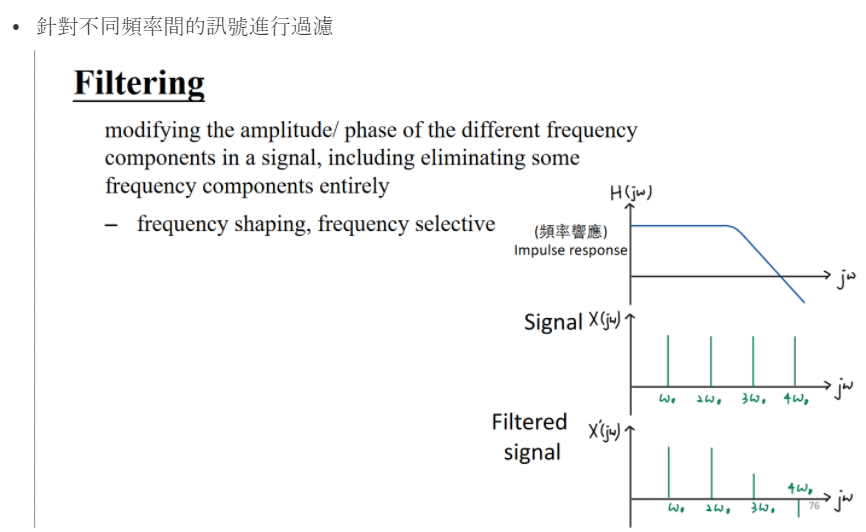 • 針對不同頻率間的訊號進行過濾
Filtering
modifying the amplitude/ phase of the different frequency
components in a signal, including eliminating some
frequency components entirely
– frequency shaping, frequency selective
H(jω)
(頻率響應)
Impulse response
jω
Signal X(jω)
jω
ω₀ 2ω₀ 3ω₀ 4ω₀
Filtered
signal
X'(jω)
4ω₀
jω
ω₀ 2ω₀ 3ω₀
76